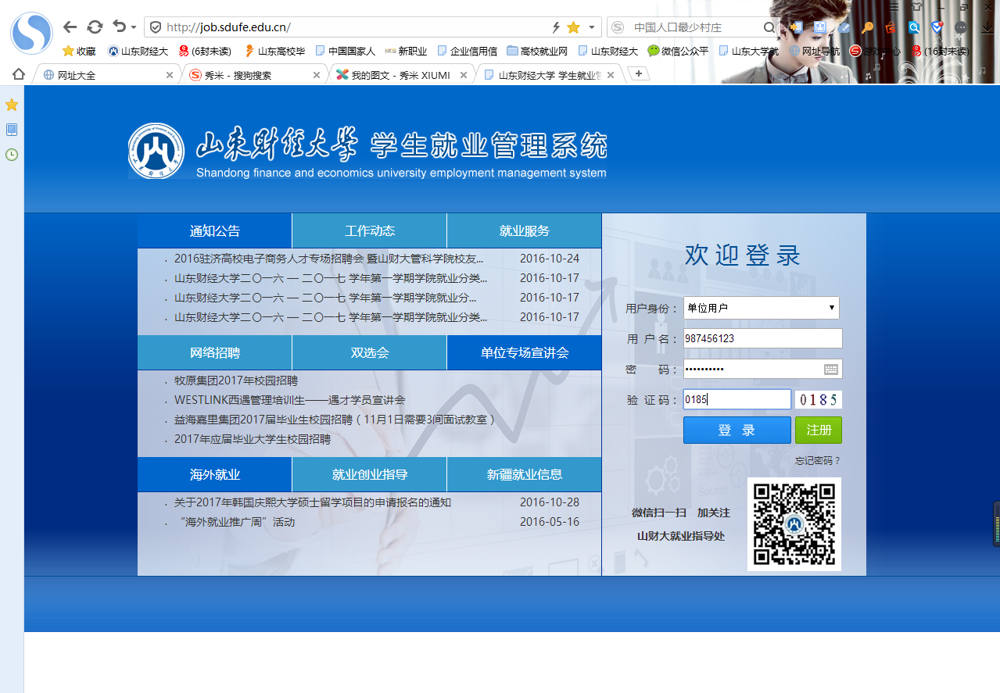 http://job.sdufe.edu.cn/
中国人口最少村庄
收藏 山东财经大 (6封未读) 山东高校毕 中国国家人 新职业 企业信用信 高校就业网 山东财经大 微信公众平 山东大学就 网址导航 游戏中心 (16封未读)
网址大全 秀米 - 搜狗搜索 我的图文 - 秀米 XIUMI 山东财经大学 学生就业管
山东财经大学 学生就业管理系统
Shandong finance and economics university employment management system
通知公告 工作动态 就业服务
2016驻济高校电子商务人才专场招聘会 暨山财大管科学院校友... 2016-10-24
山东财经大学二〇一六 — 二〇一七 学年第一学期学院就业分类... 2016-10-17
山东财经大学二〇一六 — 二〇一七 学年第一学期学院就业分... 2016-10-17
山东财经大学二〇一六 — 二〇一七 学年第一学期学院就业分类... 2016-10-17
网络招聘 双选会 单位专场宣讲会
牧原集团2017年校园招聘
WESTLINK西遇管理培训生——遇才学员宣讲会
益海嘉里集团2017届毕业生校园招聘（11月1日需要3间面试教室）
2017年应届毕业大学生校园招聘
海外就业 就业创业指导 新疆就业信息
关于2017年韩国庆熙大学硕士留学项目的申请报名的通知 2016-10-28
“海外就业推广周”活动 2016-05-16
欢迎登录
用户身份： 单位用户
用 户 名： 987456123
密 码： ••••••••••
验 证 码： 0185 0185
登 录 注册
忘记密码？
微信扫一扫 加关注
山财大就业指导处